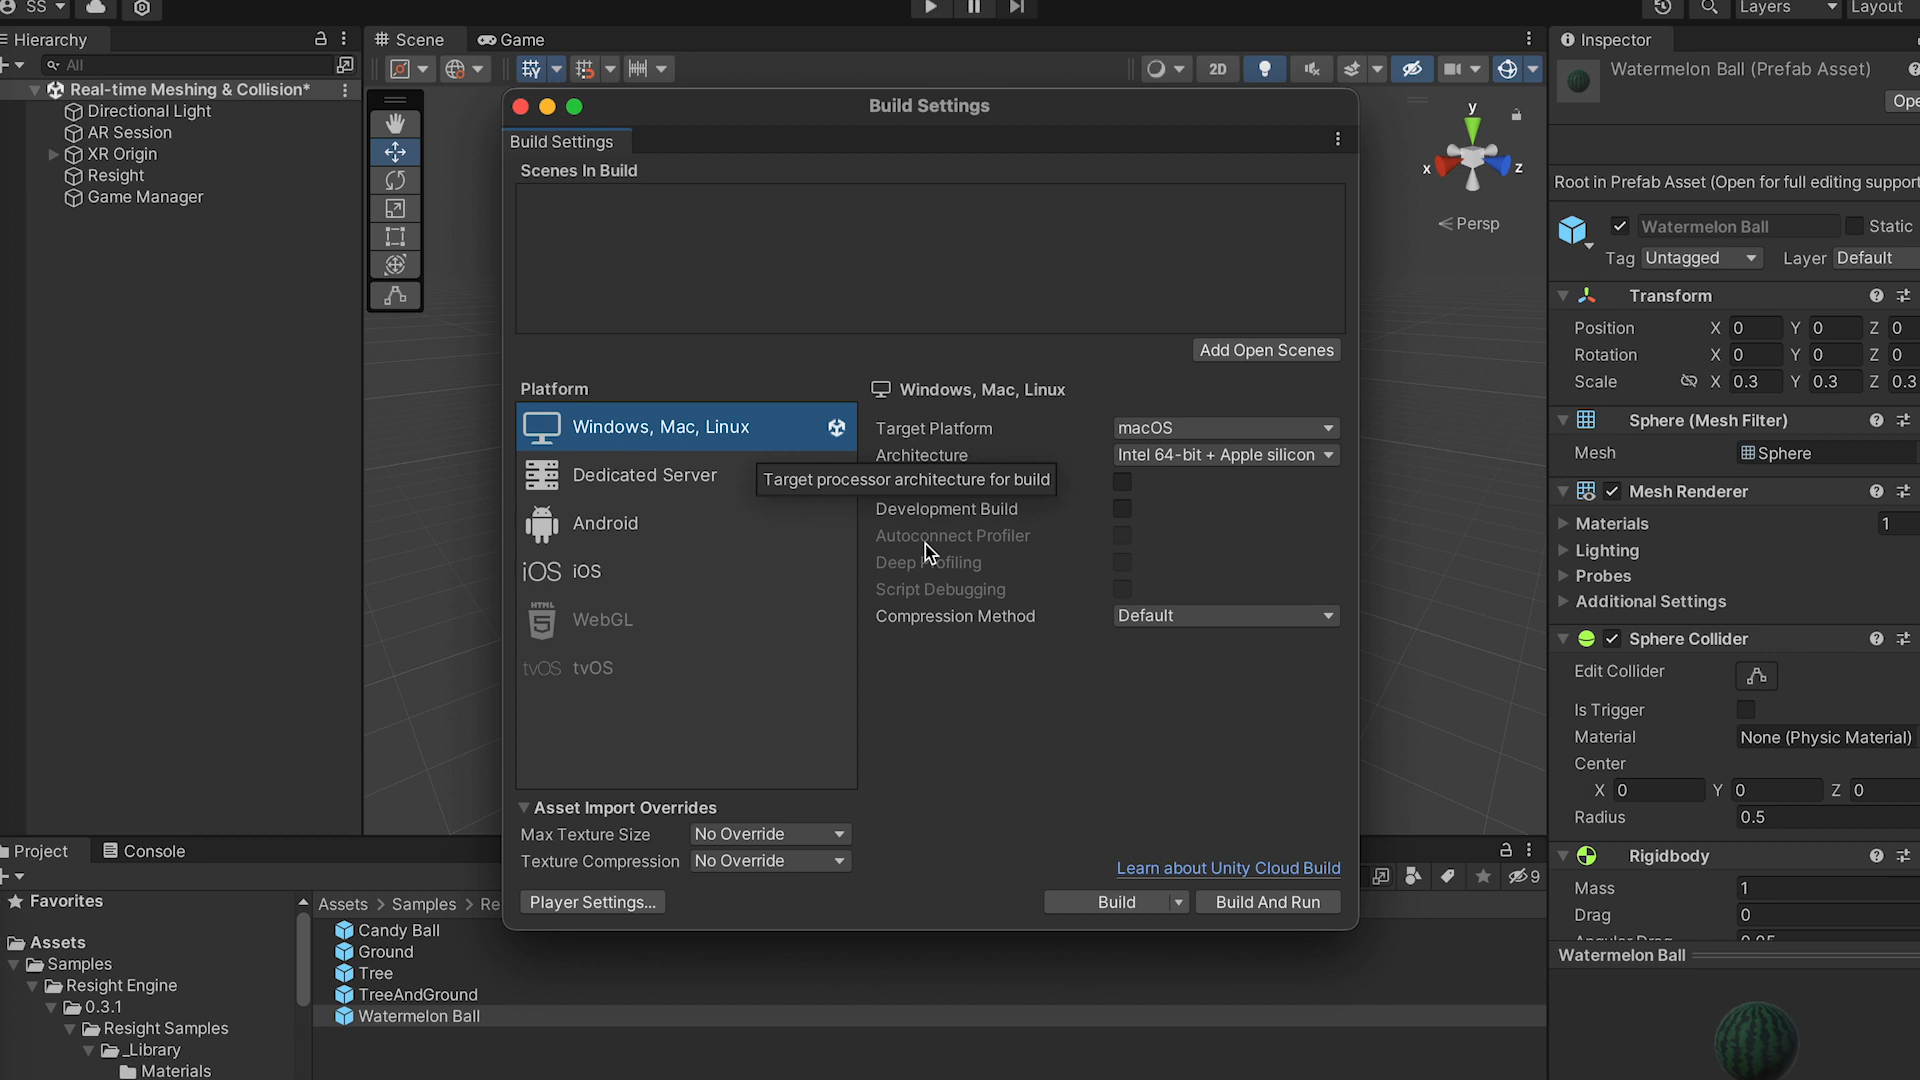 SS
Layers
Layout
Hierarchy
All
Real-time Meshing & Collision*
Directional Light
AR Session
XR Origin
Resight
Game Manager
Scene
Game
2D
y
x
z
Persp
Build Settings
Build Settings
Scenes In Build
Add Open Scenes
Platform
Windows, Mac, Linux
Dedicated Server
Android
iOS iOS
HTML 5 WebGL
tvOS tvOS
Windows, Mac, Linux
Target Platform macOS
Architecture Intel 64-bit + Apple silicon
Target processor architecture for build
Development Build
Autoconnect Profiler
Deep Profiling
Script Debugging
Compression Method Default
Asset Import Overrides
Max Texture Size No Override
Texture Compression No Override
Learn about Unity Cloud Build
Player Settings...
Build
Build And Run
Inspector
Watermelon Ball (Prefab Asset)
Ope
Root in Prefab Asset (Open for full editing support
Watermelon Ball Static
Tag Untagged Layer Default
Transform
Position X 0 Y 0 Z 0
Rotation X 0 Y 0 Z 0
Scale X 0.3 Y 0.3 Z 0.3
Sphere (Mesh Filter)
Mesh Sphere
Mesh Renderer
Materials 1
Lighting
Probes
Additional Settings
Sphere Collider
Edit Collider
Is Trigger
Material None (Physic Material)
Center
X 0 Y 0 Z 0
Radius 0.5
Rigidbody
Mass 1
Drag 0
Angular Drag 0.05
Watermelon Ball
Project
Console
9
Favorites
Assets
Samples
Resight Engine
0.3.1
Resight Samples
_Library
Materials
Assets > Samples > Re
Candy Ball
Ground
Tree
TreeAndGround
Watermelon Ball